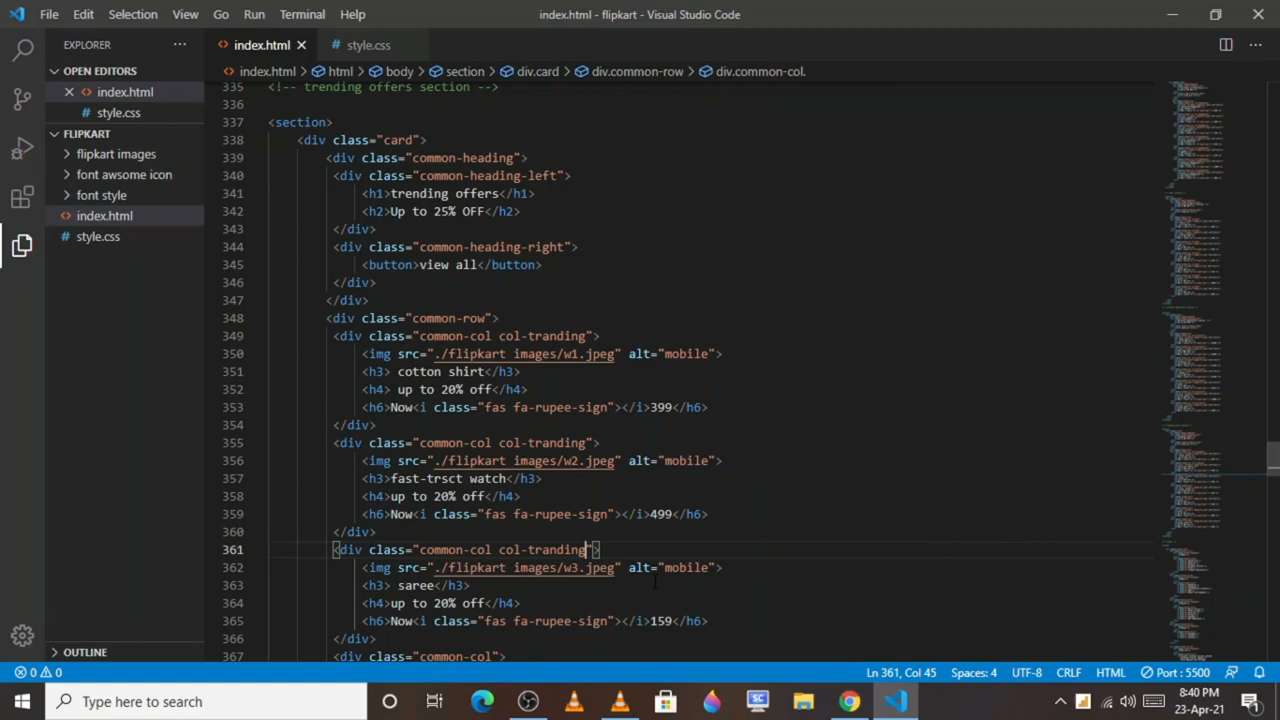 File Edit Selection View Go Run Terminal Help
index.html - flipkart - Visual Studio Code
EXPLORER
OPEN EDITORS
index.html
style.css
FLIPKART
flipkart images
font awsome icon
font style
index.html
style.css
OUTLINE
index.html
style.css
index.html > html > body > section > div.card > div.common-row > div.common-col.
335 <!-- trending offers section -->
336
337 <section>
338 <div class="card">
339 <div class="common-heading">
340 <div class="common-heading-left">
341 <h1>trending offers</h1>
342 <h2>Up to 25% OFF</h2>
343 </div>
344 <div class="common-heading-right">
345 <button>view all</button>
346 </div>
347 </div>
348 <div class="common-row">
349 <div class="common-col col-tranding">
350 <img src="./flipkart images/w1.jpeg" alt="mobile">
351 <h3> cotton shirt</h3>
352 <h4> up to 20% off</h4>
353 <h6>Now<i class="fas fa-rupee-sign"></i>399</h6>
354 </div>
355 <div class="common-col col-tranding">
356 <img src="./flipkart images/w2.jpeg" alt="mobile">
357 <h3>fast-trsct watch</h3>
358 <h4>up to 20% off</h4>
359 <h6>Now<i class="fas fa-rupee-sign"></i>499</h6>
360 </div>
361 <div class="common-col col-tranding">
362 <img src="./flipkart images/w3.jpeg" alt="mobile">
363 <h3> saree</h3>
364 <h4>up to 20% off</h4>
365 <h6>Now<i class="fas fa-rupee-sign"></i>159</h6>
366 </div>
367 <div class="common-col">
0 0
Ln 361, Col 45 Spaces: 4 UTF-8 CRLF HTML Port : 5500
Type here to search
8:40 PM
23-Apr-21